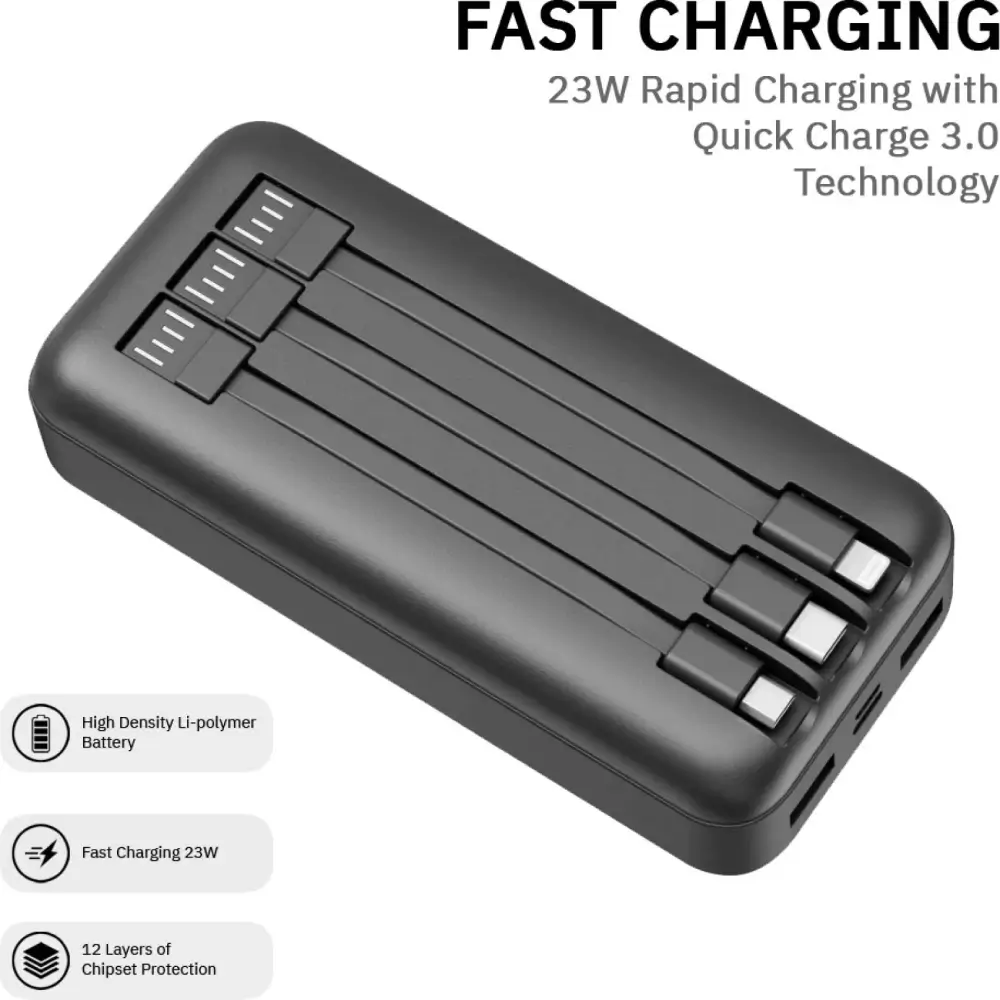 FAST CHARGING
23W Rapid Charging with
Quick Charge 3.0
Technology
High Density Li-polymer
Battery
Fast Charging 23W
12 Layers of
Chipset Protection